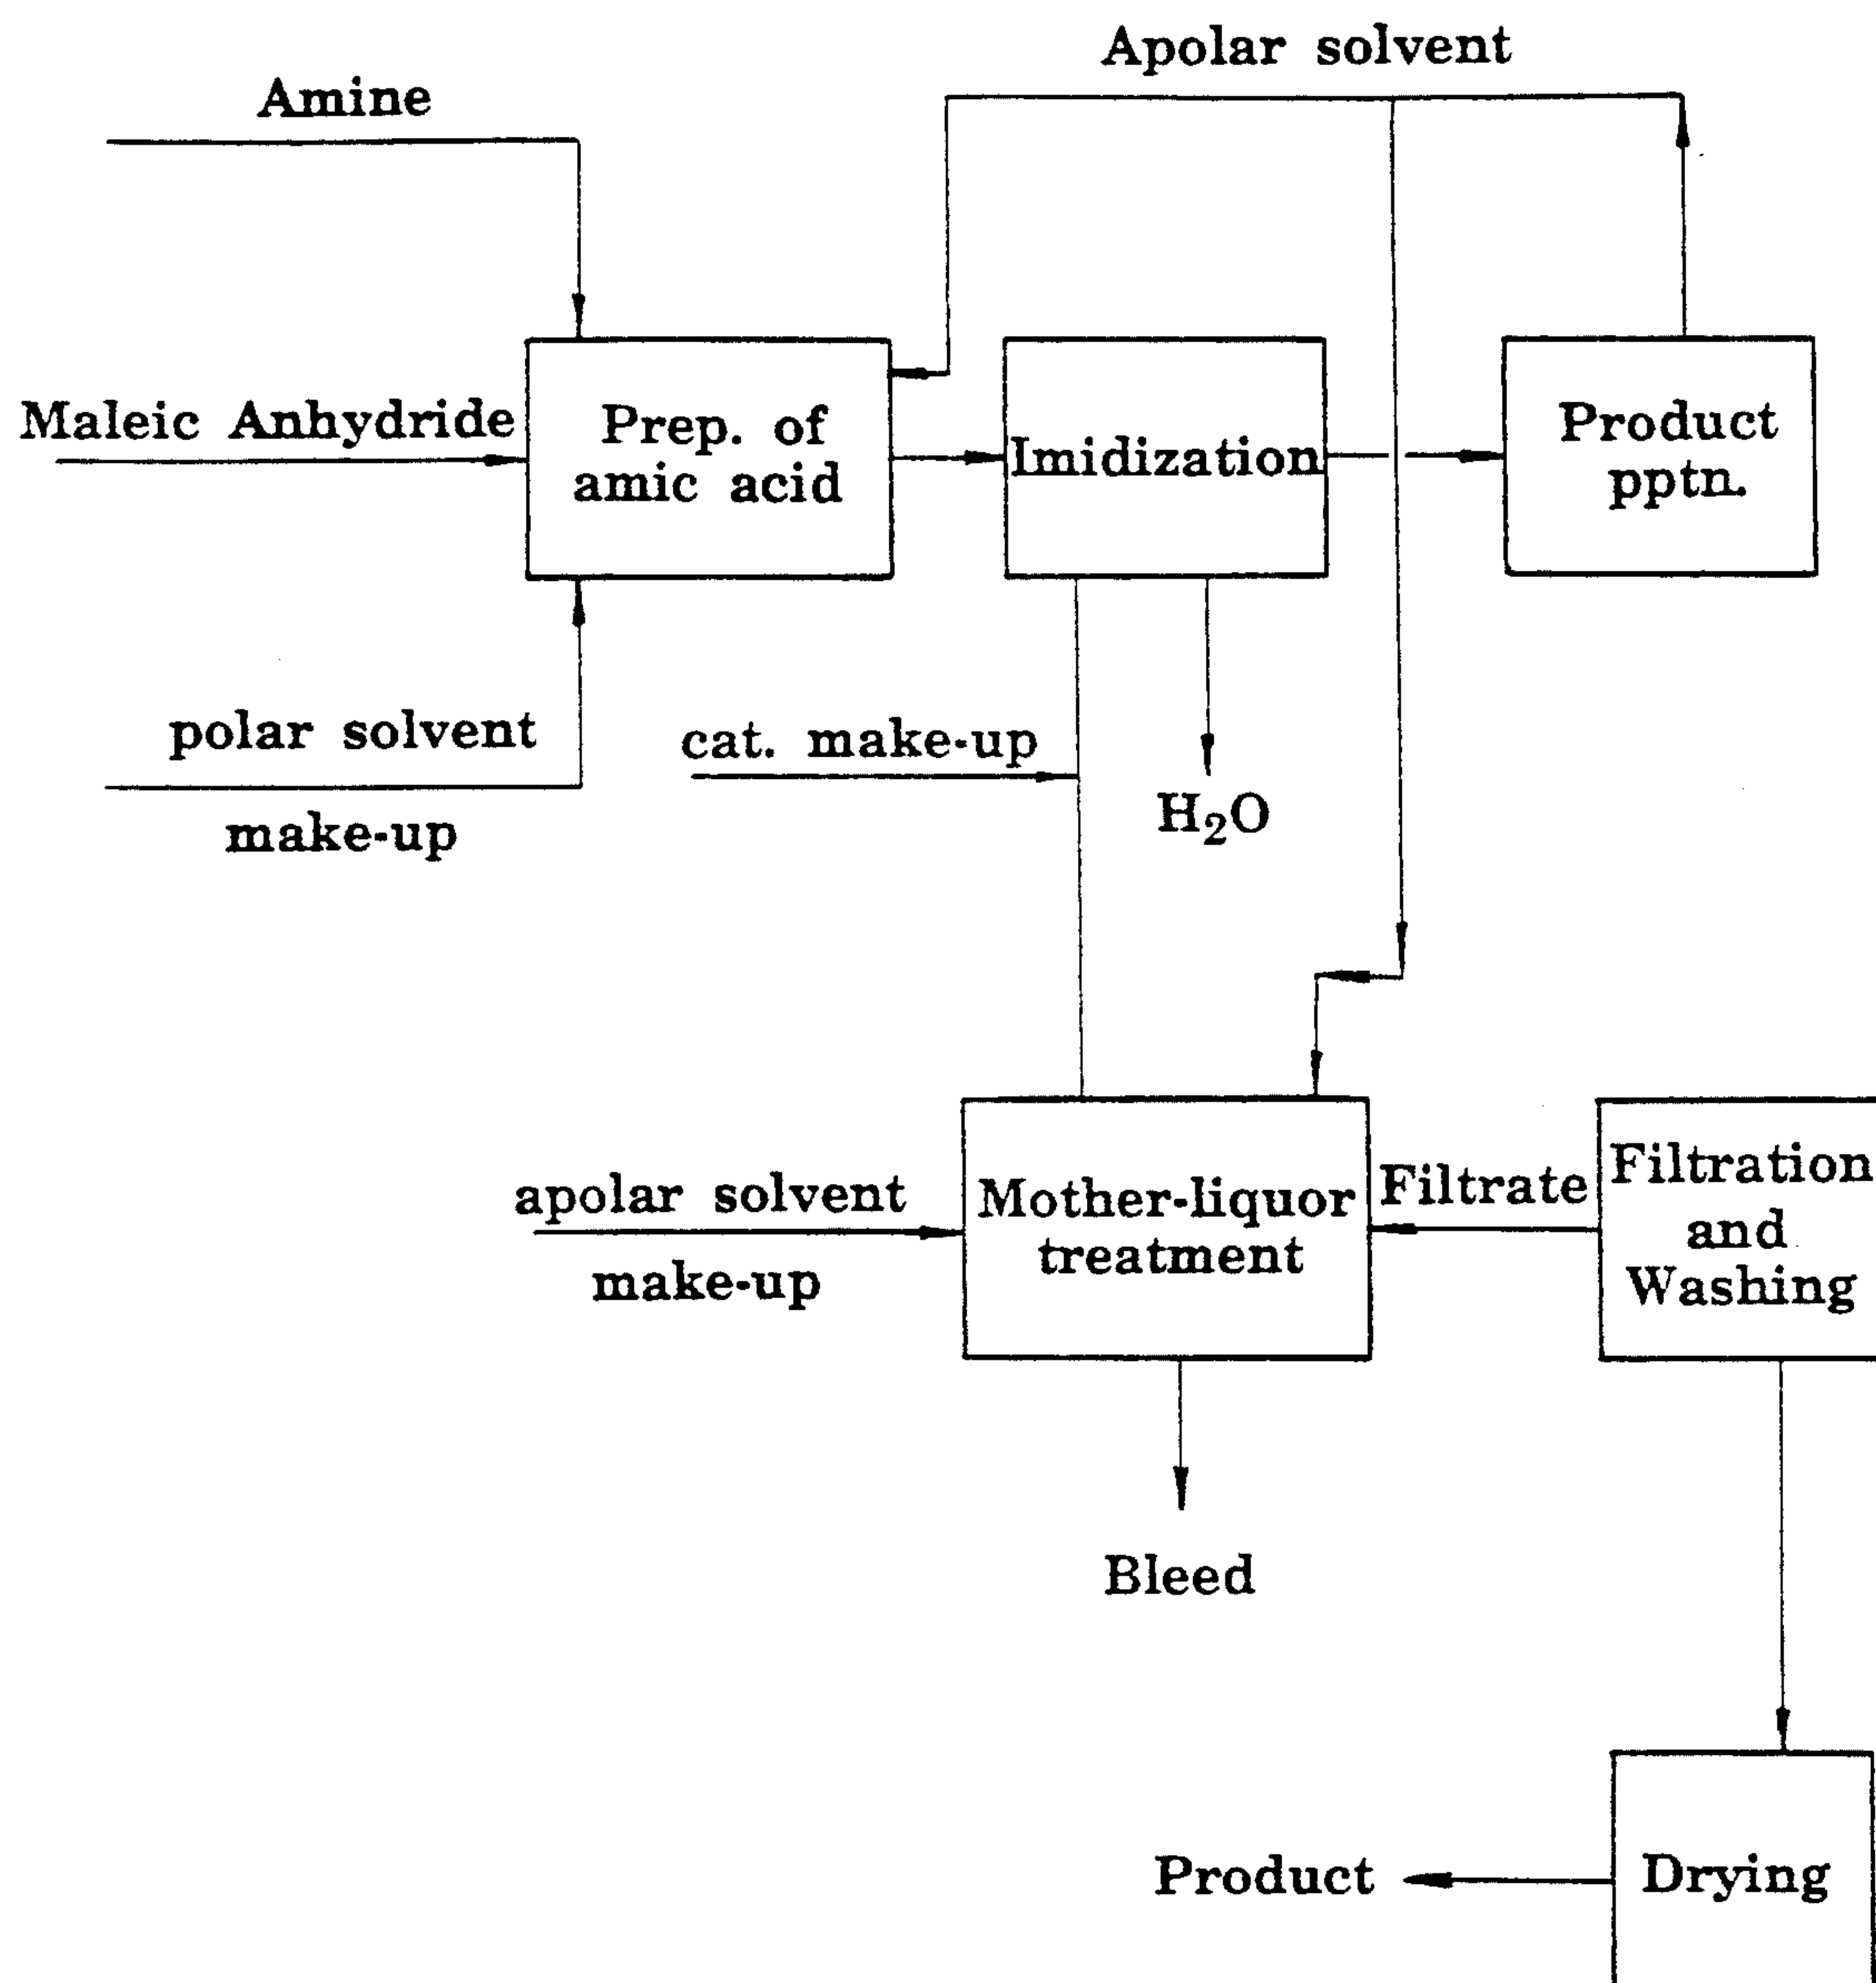 Apolar solvent
Amine
Maleic Anhydride
Prep. of
amic acid
Imidization
Product
pptn.
polar solvent
make-up
cat. make-up
H₂O
apolar solvent
make-up
Mother-liquor
treatment
Filtrate
Filtration
and
Washing
Bleed
Product
Drying